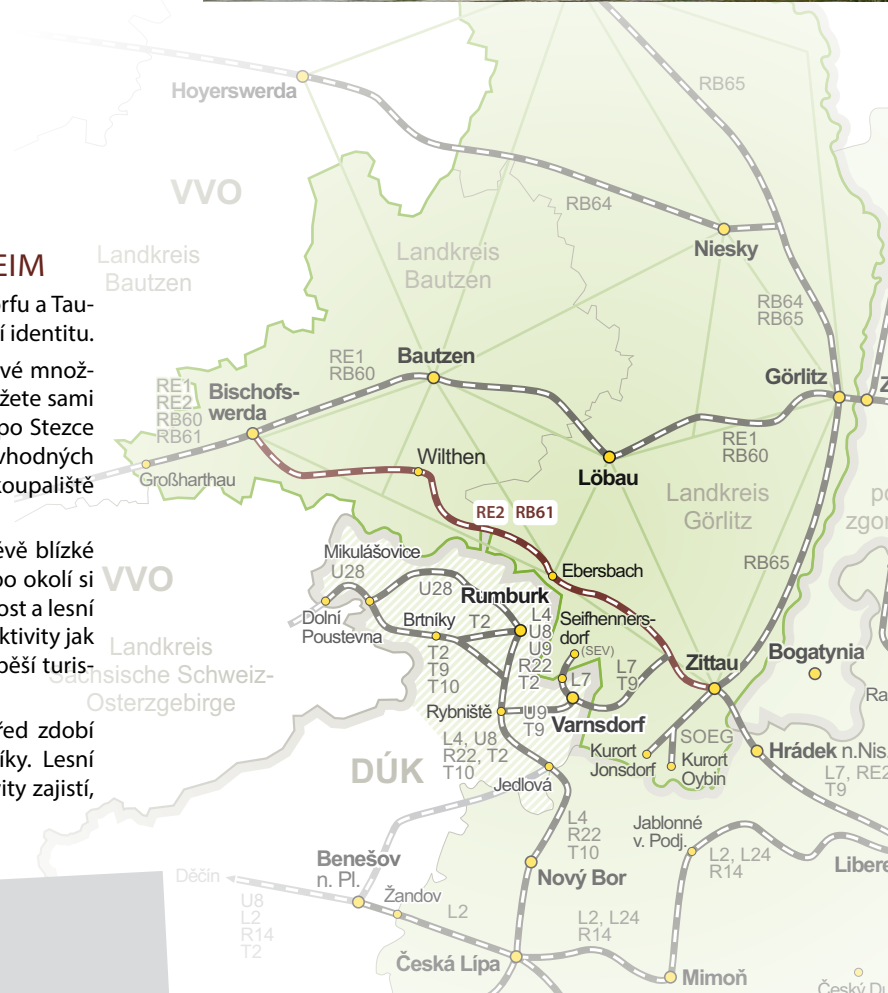 EIM
orfu a Tau-
í identitu.
vé množ-
žete sami
po Stezce
vhodných
koupaliště
ěvě blízké
po okolí si
ost a lesní
aktivity jak
pěší turis-
řed zdobí
íky. Lesní
vity zajistí,
Hoyerswerda
RB65
VVO
RB64
Niesky
Landkreis
Bautzen
Landkreis
Bautzen
RB64
RB65
RE1
RB60
Bautzen
Görlitz
RE1
RE2
RB60
RB61
Bischofs-
werda
Großharthau
Wilthen
Löbau
RE1
RB60
Landkreis
Görlitz
RE2
RB61
RB65
Mikulášovice
U28
VVO
Ebersbach
U28
Rumburk
Dolní
Poustevna
Brtníky
T2
L4
U8
U9
R22
T2
Seifhenners-
dorf
(SEV)
T2
T9
T10
L7
L7
T9
Zittau
Bogatynia
Landkreis
Sächsische Schweiz-
Osterzgebirge
Rybniště
U9
T9
Varnsdorf
SOEG
L4, U8
R22, T2
T10
Kurort
Jonsdorf
Kurort
Oybin
Hrádek n.Nis.
L7, RE2
T9
DÚK
Jedlová
L4
R22
T10
Jablonné
v. Podj.
Benešov
n. Pl.
Děčín
Žandov
Nový Bor
L2, L24
R14
U8
L2
R14
T2
L2
L2, L24
R14
Česká Lípa
Mimoň